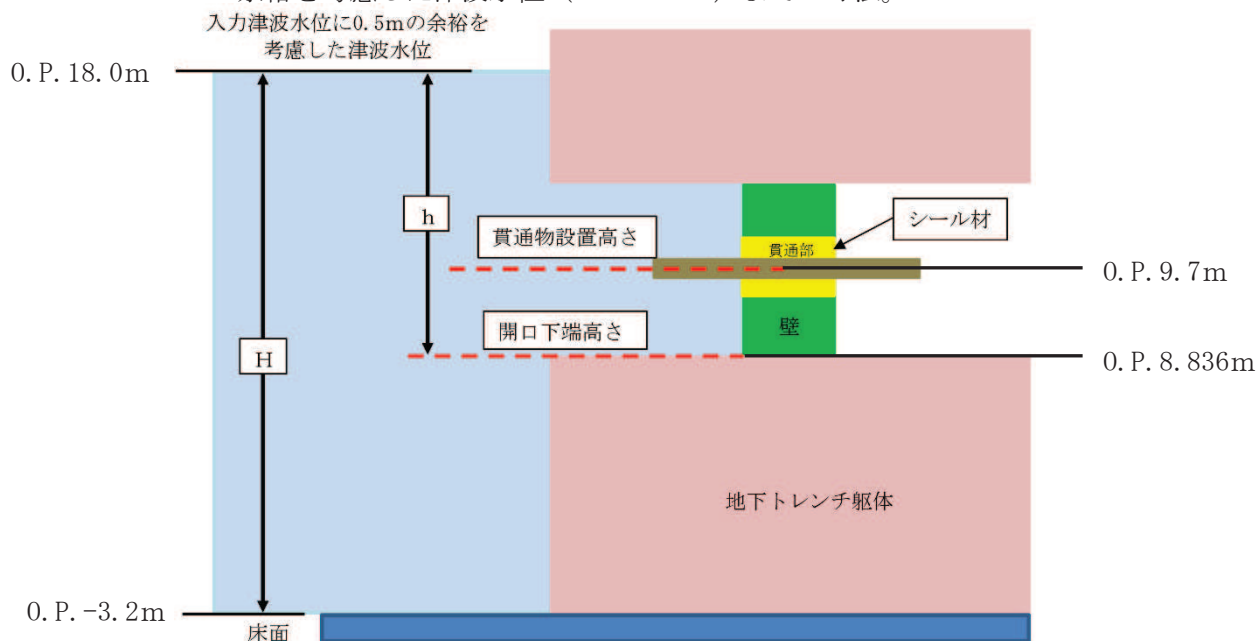 入力津波水位に0.5mの余裕を
考慮した津波水位
O.P.18.0m
h
シール材
貫通物設置高さ
貫通部
O.P.9.7m
開口下端高さ
壁
H
O.P.8.836m
地下トレンチ躯体
O.P.-3.2m
床面